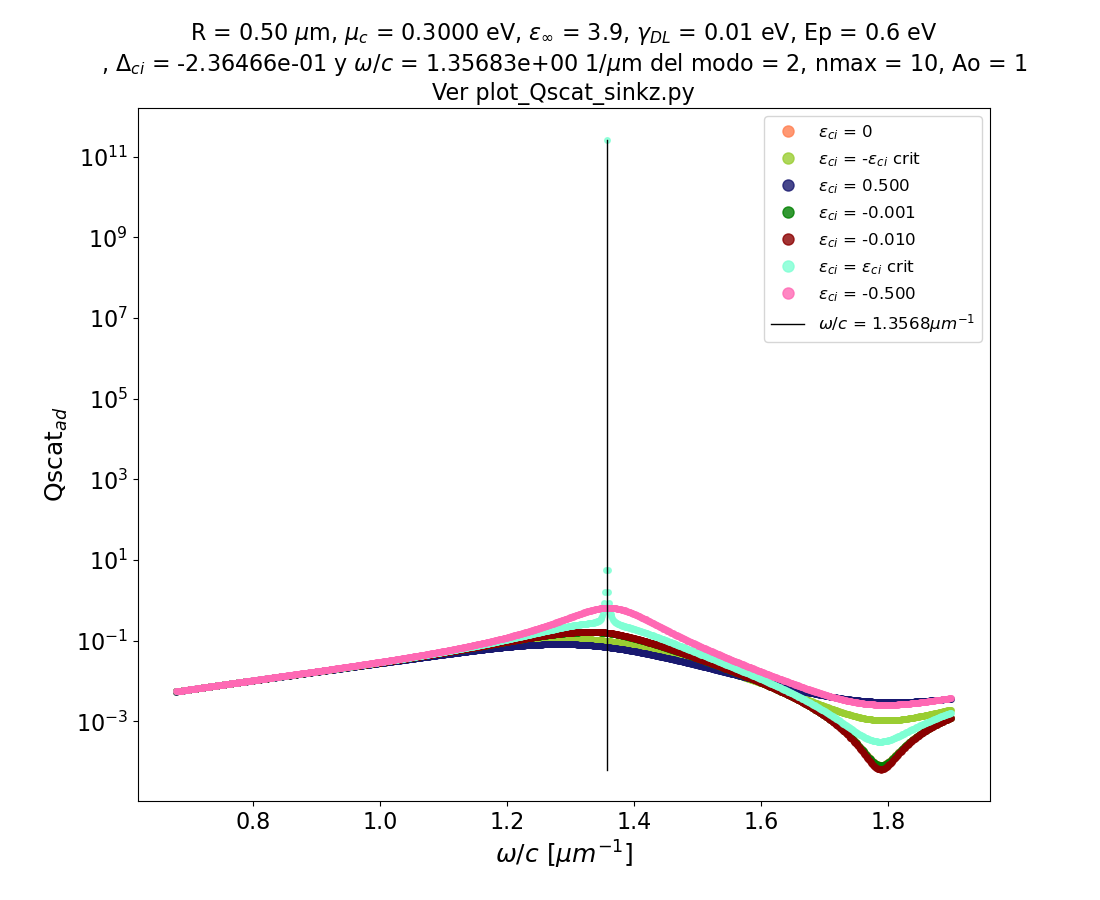 R = 0.50 μm, μ_c = 0.3000 eV, ε_∞ = 3.9, γ_DL = 0.01 eV, Ep = 0.6 eV
, Δ_ci = -2.36466e-01 y ω/c = 1.35683e+00 1/μm del modo = 2, nmax = 10, Ao = 1
Ver plot_Qscat_sinkz.py
Qscat_ad
10^11
10^9
10^7
10^5
10^3
10^1
10^−1
10^−3
ε_ci = 0
ε_ci = -ε_ci crit
ε_ci = 0.500
ε_ci = -0.001
ε_ci = -0.010
ε_ci = ε_ci crit
ε_ci = -0.500
ω/c = 1.3568μm^−1
0.8 1.0 1.2 1.4 1.6 1.8
ω/c [μm^−1]